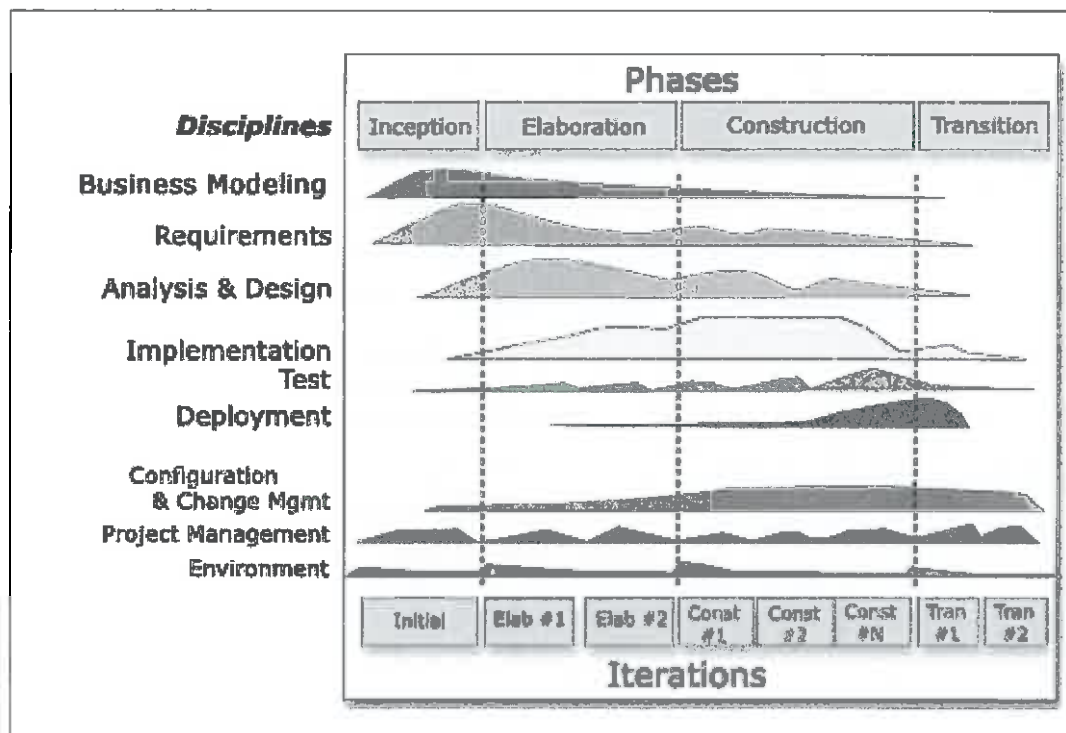 Phases
Disciplines Inception Elaboration Construction Transition
Business Modeling
Requirements
Analysis & Design
Implementation
Test
Deployment
Configuration
& Change Mgmt
Project Management
Environment
Initial Elab #1 Elab #2 Const #1 Const #2 Const #N Tran #1 Tran #2
Iterations